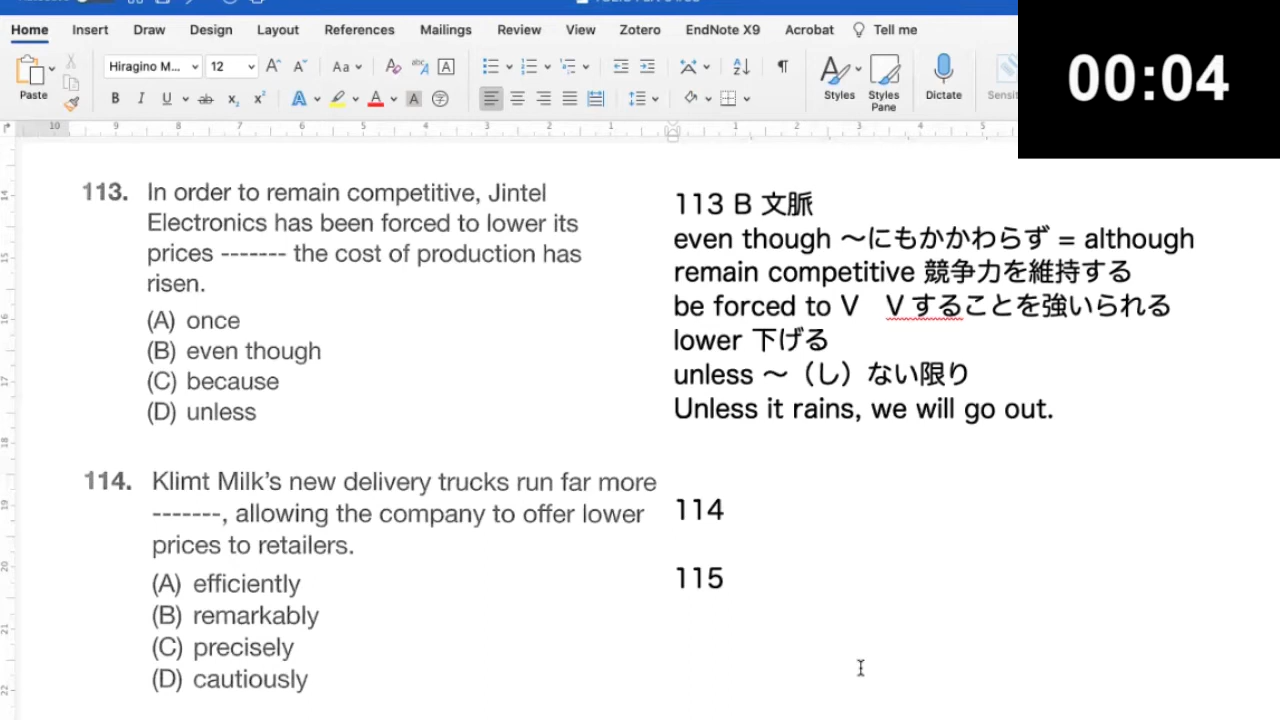 Home Insert Draw Design Layout References Mailings Review View Zotero EndNote X9 Acrobat Tell me
00:04
Hiragino M... 12
Paste
Styles
Styles Pane
Dictate
113. In order to remain competitive, Jintel
Electronics has been forced to lower its
prices ------- the cost of production has
risen.
(A) once
(B) even though
(C) because
(D) unless
113 B 文脈
even though ～にもかかわらず = although
remain competitive 競争力を維持する
be forced to V V することを強いられる
lower 下げる
unless ～（し）ない限り
Unless it rains, we will go out.
114. Klimt Milk's new delivery trucks run far more
-------, allowing the company to offer lower
prices to retailers.
(A) efficiently
(B) remarkably
(C) precisely
(D) cautiously
114
115